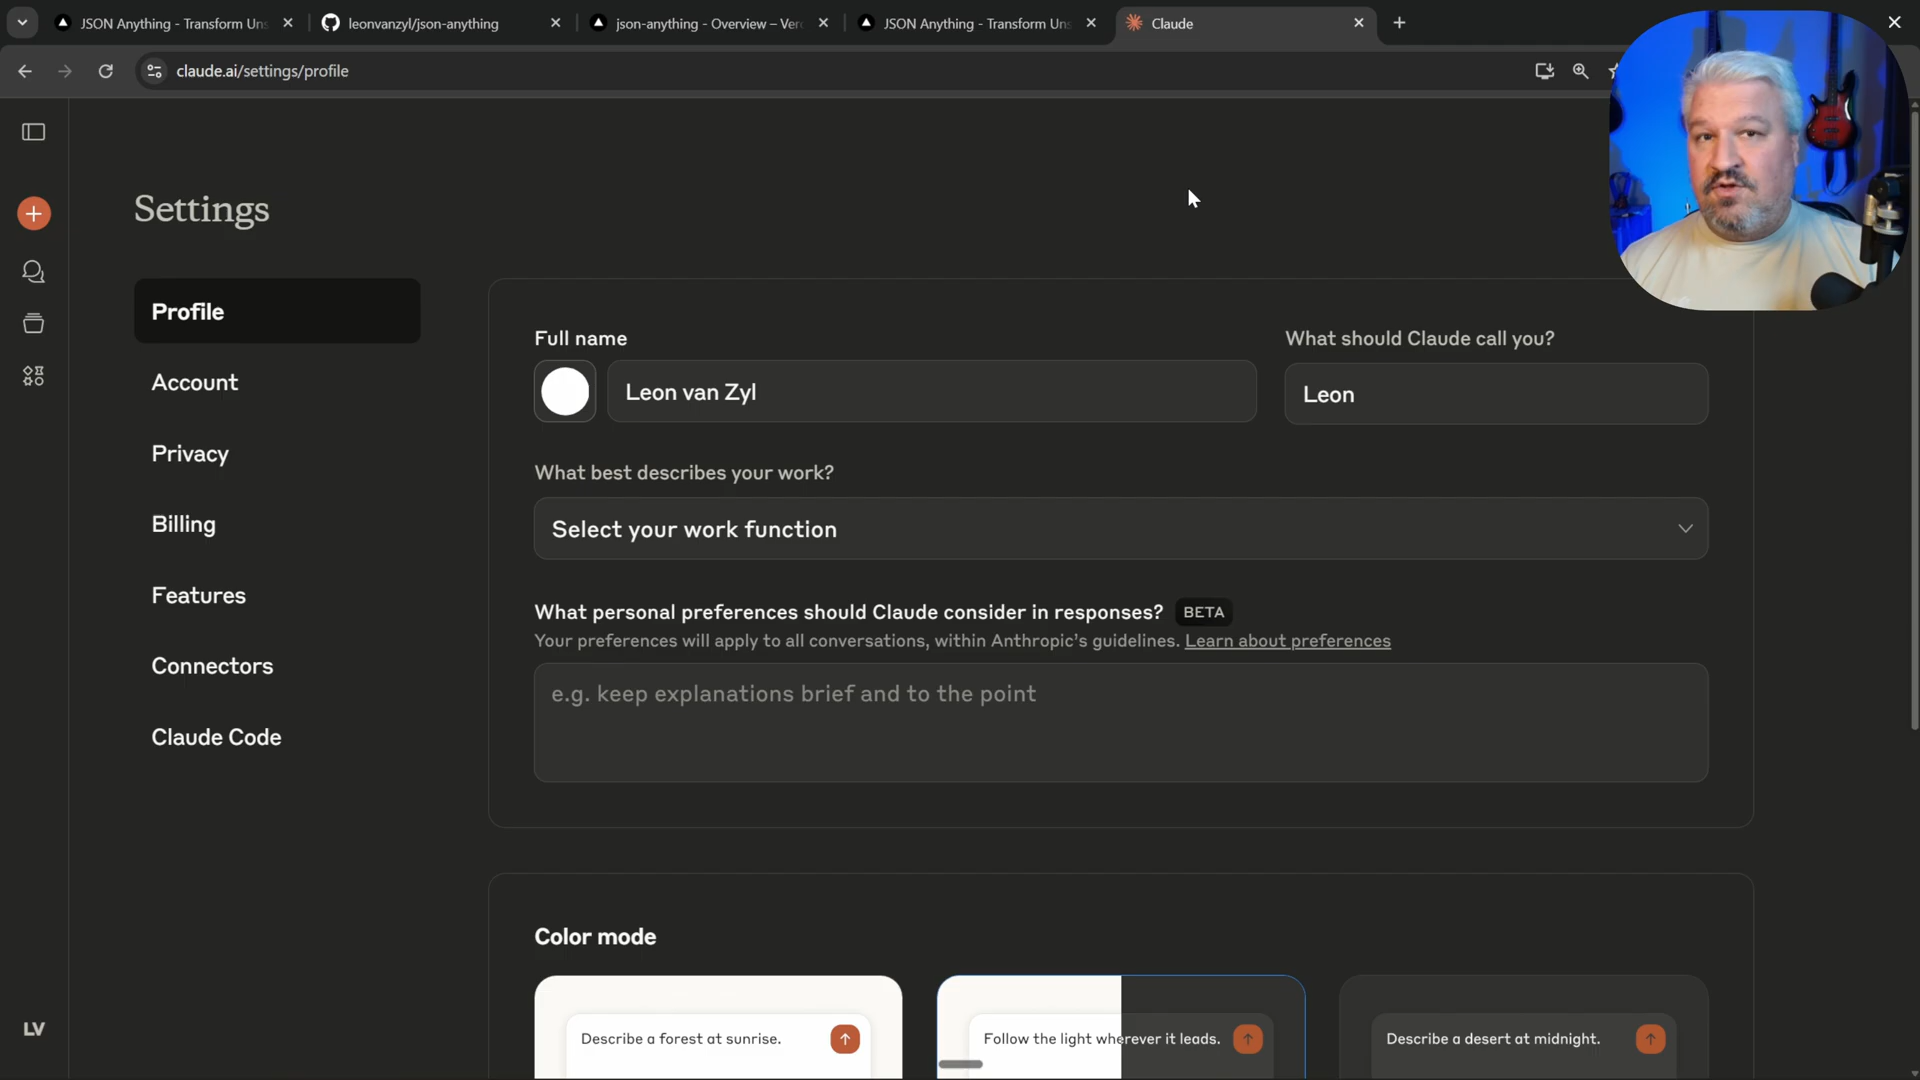 JSON Anything - Transform Uns
leonvanzyl/json-anything
json-anything - Overview – Ver
JSON Anything - Transform Uns
Claude
claude.ai/settings/profile
Settings
Profile
Account
Privacy
Billing
Features
Connectors
Claude Code
LV
Full name
What should Claude call you?
Leon van Zyl
Leon
What best describes your work?
Select your work function
What personal preferences should Claude consider in responses? BETA
Your preferences will apply to all conversations, within Anthropic's guidelines. Learn about preferences
e.g. keep explanations brief and to the point
Color mode
Describe a forest at sunrise.
Follow the light wherever it leads.
Describe a desert at midnight.